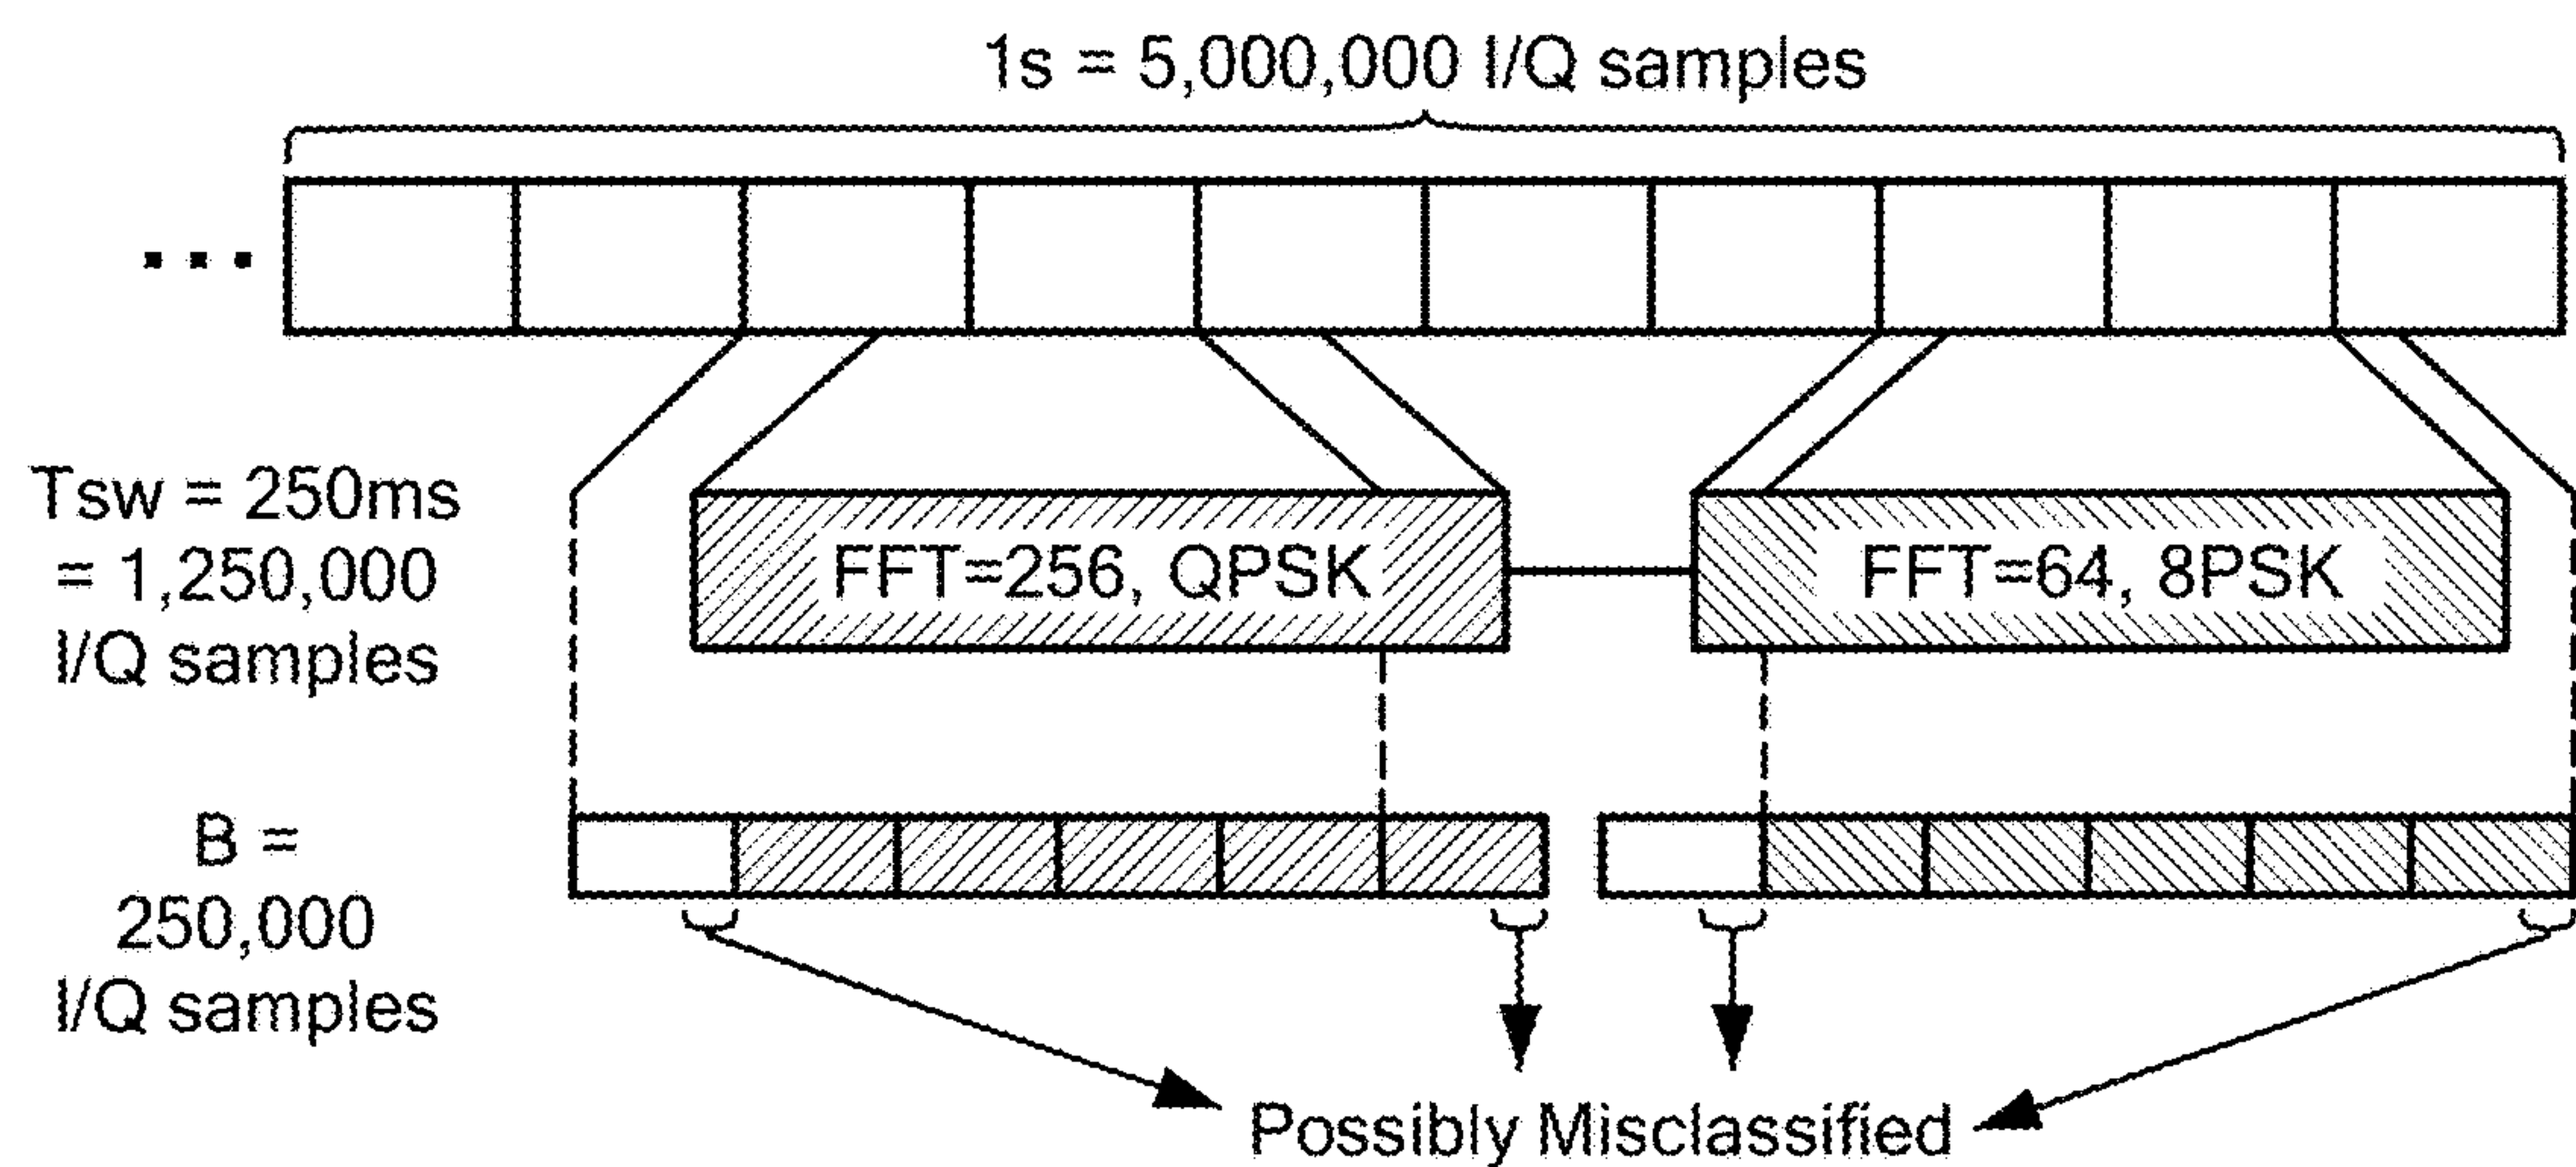 1s = 5,000,000 I/Q samples
...
Tsw = 250ms
= 1,250,000
I/Q samples
FFT=256, QPSK
FFT=64, 8PSK
B =
250,000
I/Q samples
Possibly Misclassified